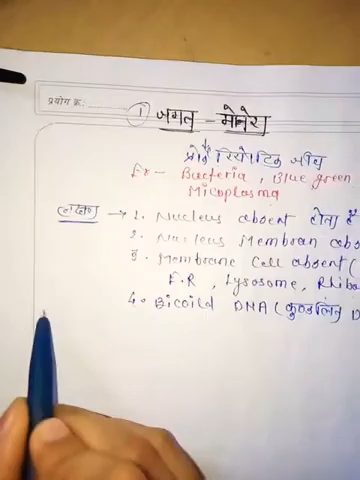 प्रयोग क्र.
① जगत - मोनेरा
प्रोकैरियोटिक जीव
Ex - Bacteria, Blue green
Micoplasma
लक्षण → 1. Nucleus absent होता है
2. Nucleus Membran abs
3. Membrane Cell absent (
E.R, Lysosome, Rhibo
4. Bicoild DNA (कुण्डलित D